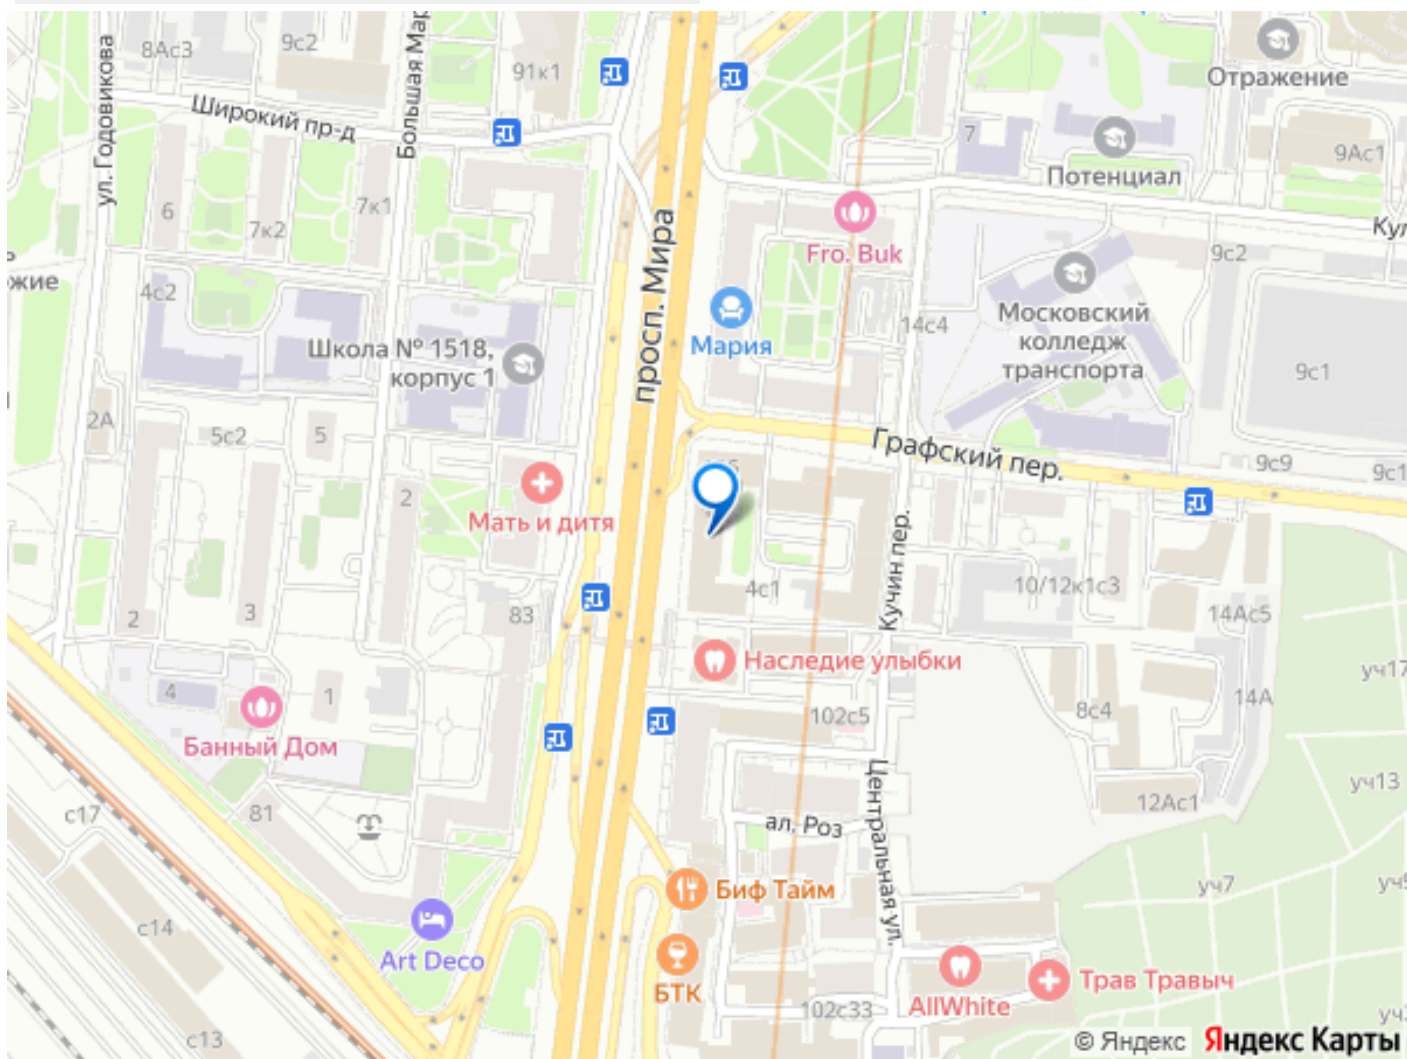 8Ас3
9с2
91к1
Отражение
ул. Годовикова
Большая Мар
Широкий пр-д
7
9Ас1
Потенциал
6
7к2
7к1
просп. Мира
Fro. Buk
Кул
9с2
жие
4с2
Мария
14с4
Московский
колледж
транспорта
Школа № 1518,
корпус 1
9с1
2А
5с2
5
Графский пер.
9с9
9с1
2
Мать и дитя
Кучин пер.
4с1
10/12к1с3
14Ас5
2
3
83
Наследие улыбки
уч17
4
1
14А
8с4
102с5
Банный Дом
Центральная ул.
уч13
12Ас1
с17
81
ал. Роз
Биф Тайм
уч7
с14
Art Deco
БТК
AllWhite
Трав Травыч
102с33
с13
© Яндекс Яндекс Карты